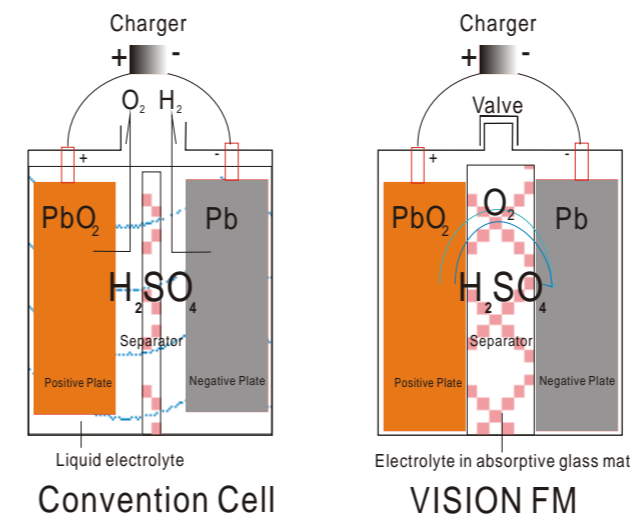 Charger
+ -
O₂ H₂
+ -
PbO₂ Pb
H₂SO₄
Separator
Positive Plate Negative Plate
Liquid electrolyte
Convention Cell
Charger
+ -
Valve
+ -
PbO₂ O₂ Pb
H₂SO₄
Separator
Positive Plate Negative Plate
Electrolyte in absorptive glass mat
VISION FM